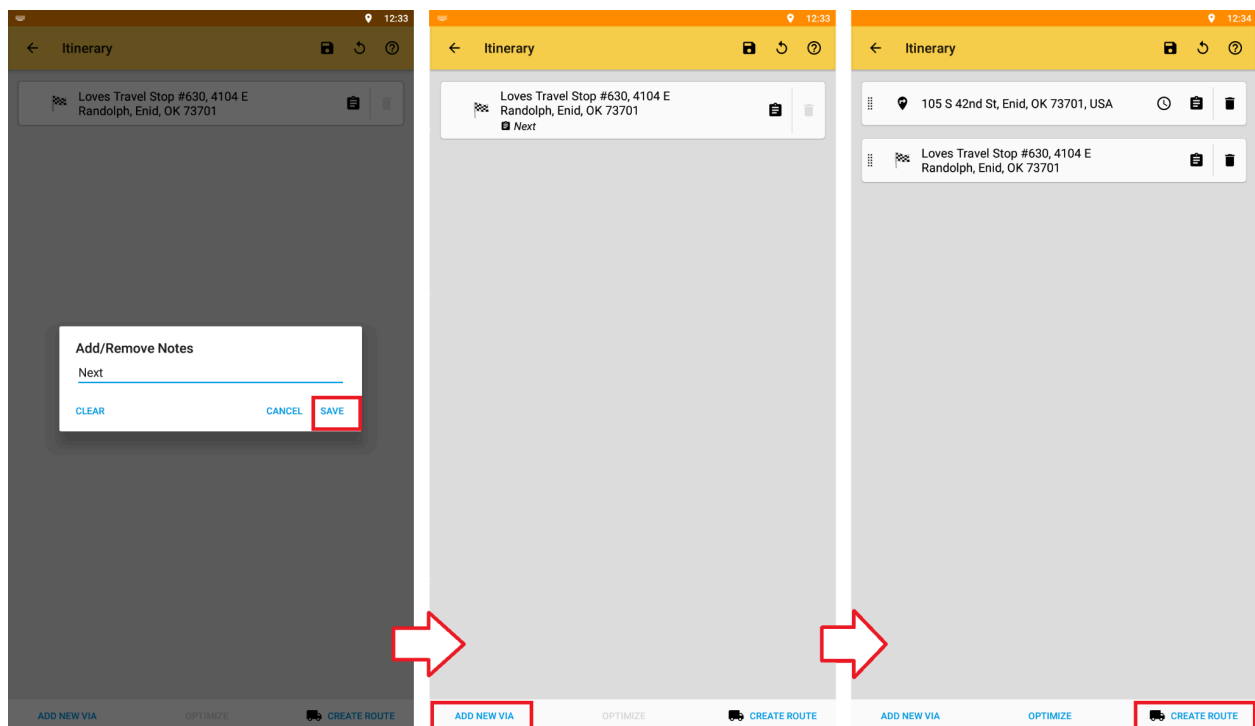 12:33
Itinerary
Loves Travel Stop #630, 4104 E
Randolph, Enid, OK 73701
Add/Remove Notes
Next
CLEAR
CANCEL
SAVE
ADD NEW VIA
OPTIMIZE
CREATE ROUTE
12:33
Itinerary
Loves Travel Stop #630, 4104 E
Randolph, Enid, OK 73701
Next
ADD NEW VIA
OPTIMIZE
CREATE ROUTE
12:34
Itinerary
105 S 42nd St, Enid, OK 73701, USA
Loves Travel Stop #630, 4104 E
Randolph, Enid, OK 73701
ADD NEW VIA
OPTIMIZE
CREATE ROUTE